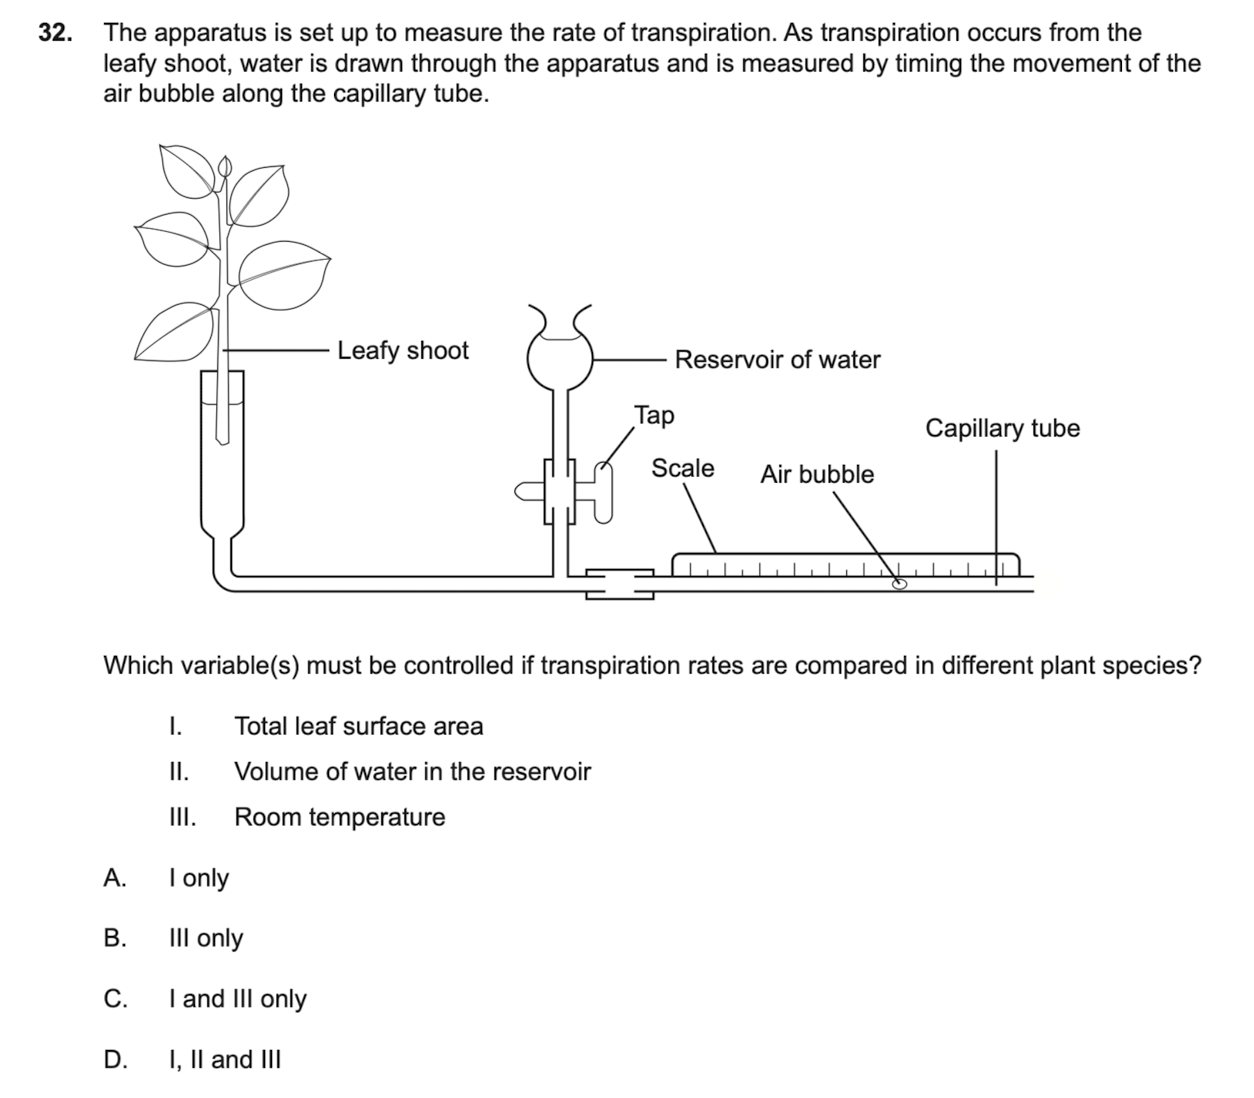 32. The apparatus is set up to measure the rate of transpiration. As transpiration occurs from the
leafy shoot, water is drawn through the apparatus and is measured by timing the movement of the
air bubble along the capillary tube.
Leafy shoot
Reservoir of water
Tap
Capillary tube
Scale
Air bubble
Which variable(s) must be controlled if transpiration rates are compared in different plant species?
I. Total leaf surface area
II. Volume of water in the reservoir
III. Room temperature
A. I only
B. III only
C. I and III only
D. I, II and III